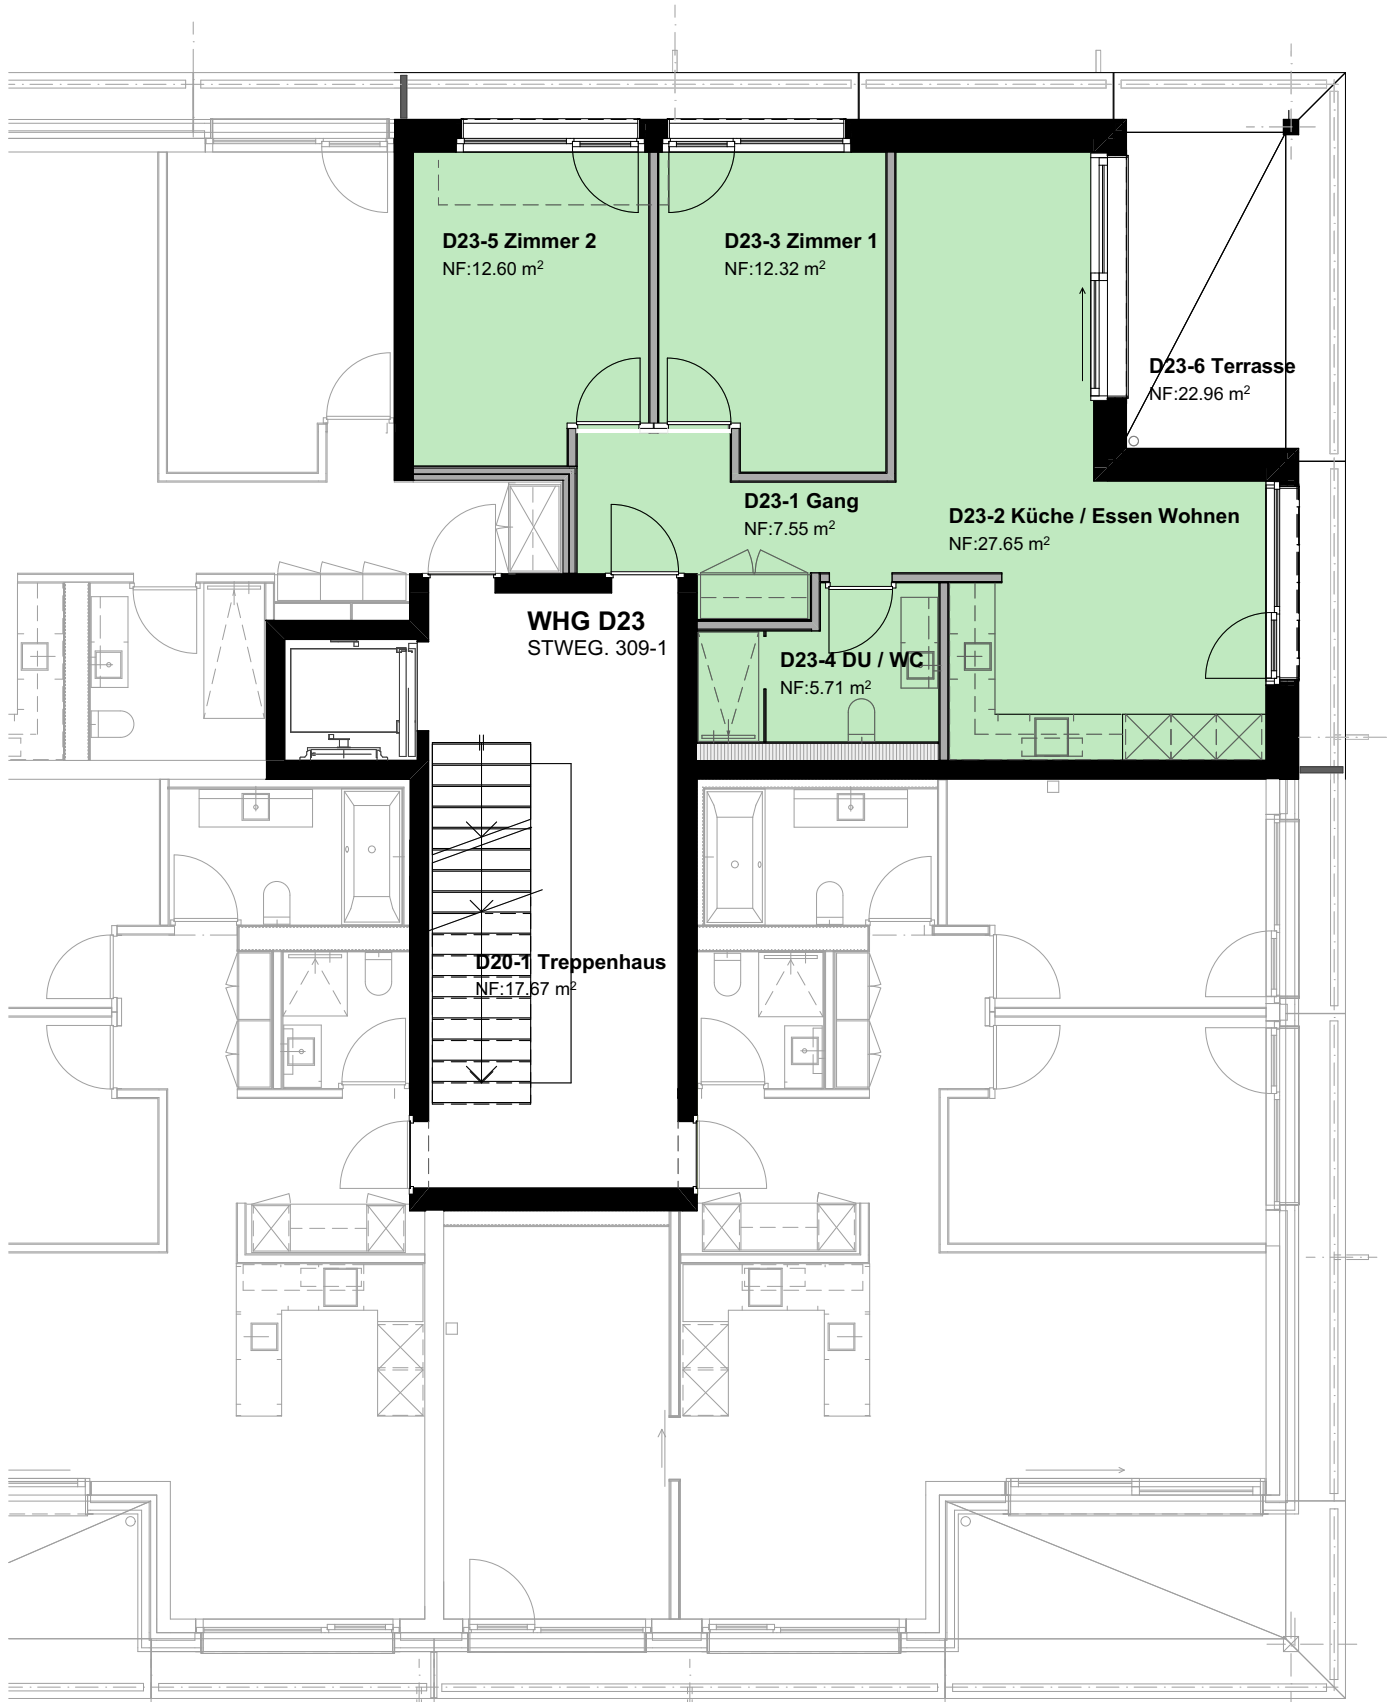 D23-5 Zimmer 2
NF:12.60 m²
D23-3 Zimmer 1
NF:12.32 m²
D23-6 Terrasse
NF:22.96 m²
D23-1 Gang
NF:7.55 m²
D23-2 Küche / Essen Wohnen
NF:27.65 m²
WHG D23
STWEG. 309-1
D23-4 DU / WC
NF:5.71 m²
D20-1 Treppenhaus
NF:17.67 m²